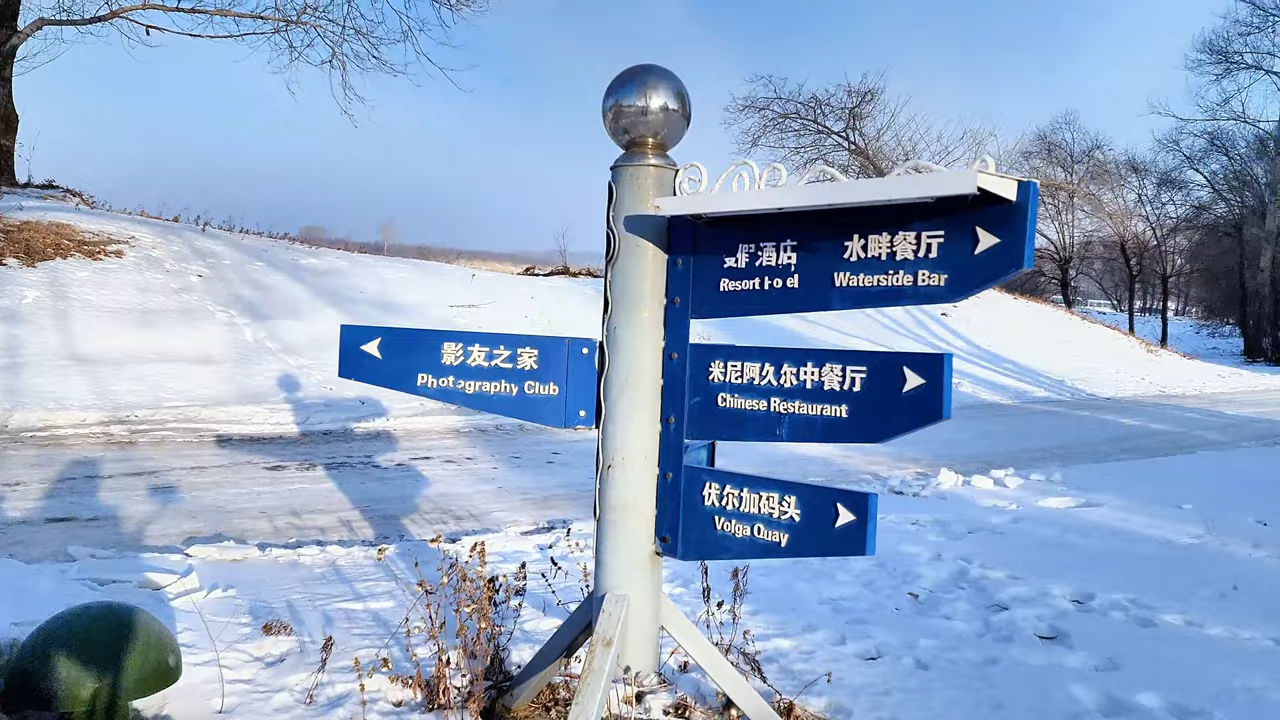 酒店 水畔餐厅
Resort Waterside Bar
影友之家
Photography Club
米尼阿久尔中餐厅
Chinese Restaurant
伏尔加码头
Volga Quay